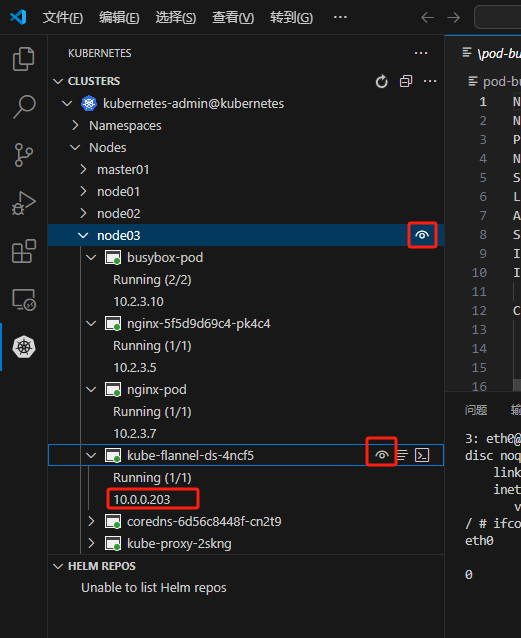 文件(F) 编辑(E) 选择(S) 查看(V) 转到(G) ···
KUBERNETES ···
CLUSTERS ···
kubernetes-admin@kubernetes
Namespaces
Nodes
master01
node01
node02
node03
busybox-pod
Running (2/2)
10.2.3.10
nginx-5f5d9d69c4-pk4c4
Running (1/1)
10.2.3.5
nginx-pod
Running (1/1)
10.2.3.7
kube-flannel-ds-4ncf5
Running (1/1)
10.0.0.203
coredns-6d56c8448f-cn2t9
kube-proxy-2skng
HELM REPOS
Unable to list Helm repos
\pod-bu
pod-bu
1 N
2 N
3 P
4 N
5 S
6 L
7 A
8 S
9 I
10 I
11
12 C
13
14
15
16
问题
3: eth0@
disc noq
link
inet
v
/ # ifco
eth0
0